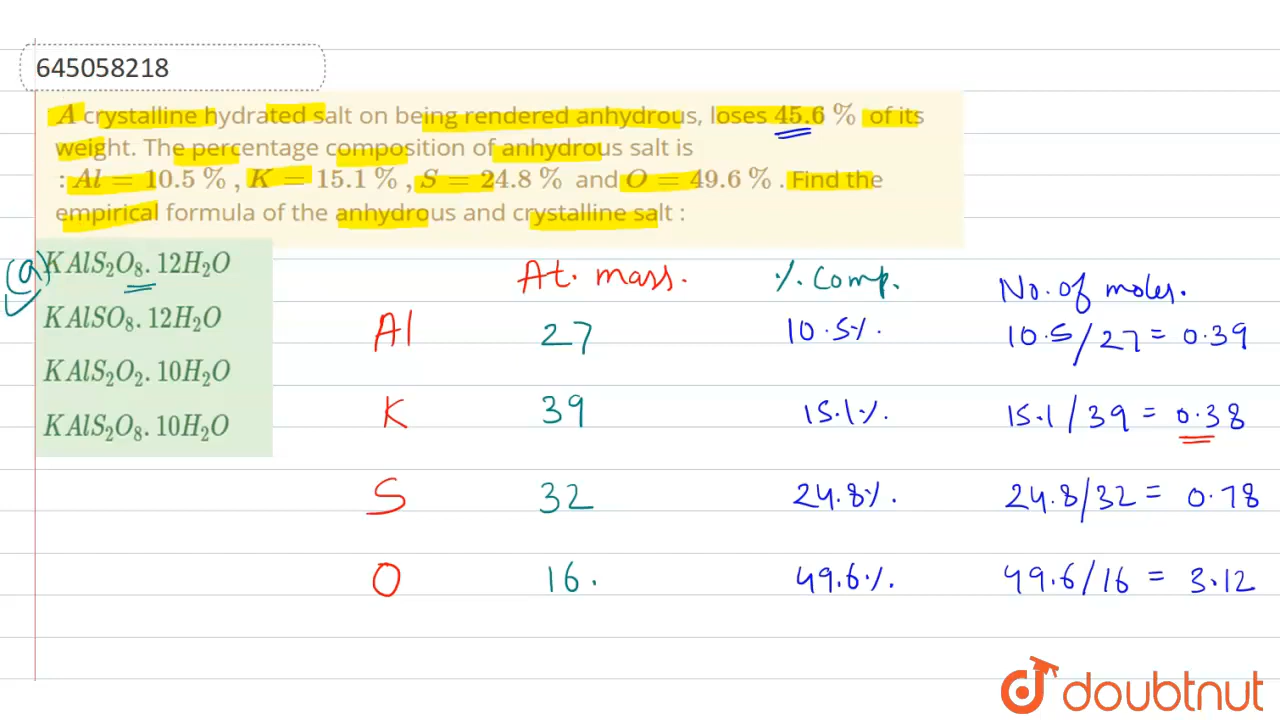 645058218
A crystalline hydrated salt on being rendered anhydrous, loses 45.6 % of its
weight. The percentage composition of anhydrous salt is
: Al = 10.5 % , K = 15.1 % , S = 24.8 % and O = 49.6 % . Find the
empirical formula of the anhydrous and crystalline salt :
(a) KAlS₂O₈. 12H₂O
KAlSO₈. 12H₂O
KAlS₂O₂. 10H₂O
KAlS₂O₈. 10H₂O
At. mass. % Comp. No. of moles.
Al 27 10.5% 10.5/27 = 0.39
K 39 15.1% 15.1/39 = 0.38
S 32 24.8% 24.8/32 = 0.78
O 16 49.6% 49.6/16 = 3.12
doubtnut